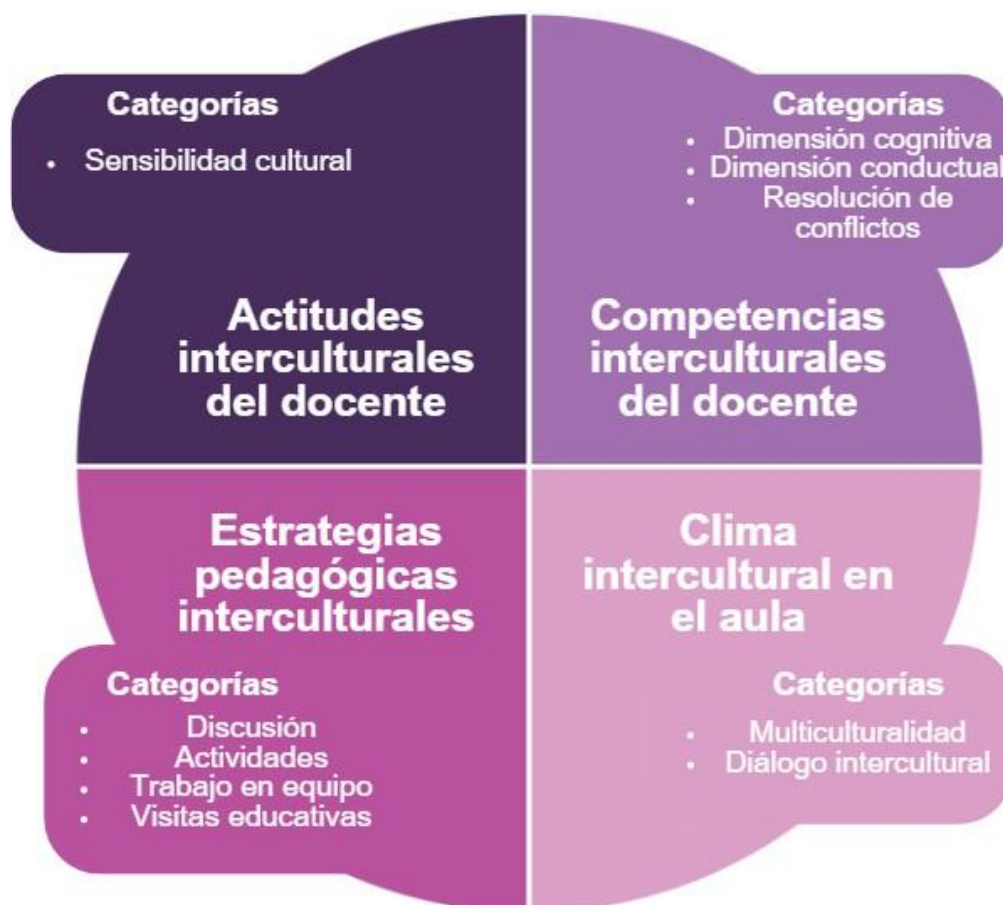 Categorías
• Sensibilidad cultural
Actitudes
interculturales
del docente
Categorías
• Dimensión cognitiva
• Dimensión conductual
• Resolución de
conflictos
Competencias
interculturales
del docente
Estrategias
pedagógicas
interculturales
Categorías
• Discusión
• Actividades
• Trabajo en equipo
• Visitas educativas
Clima
intercultural en
el aula
Categorías
• Multiculturalidad
• Diálogo intercultural